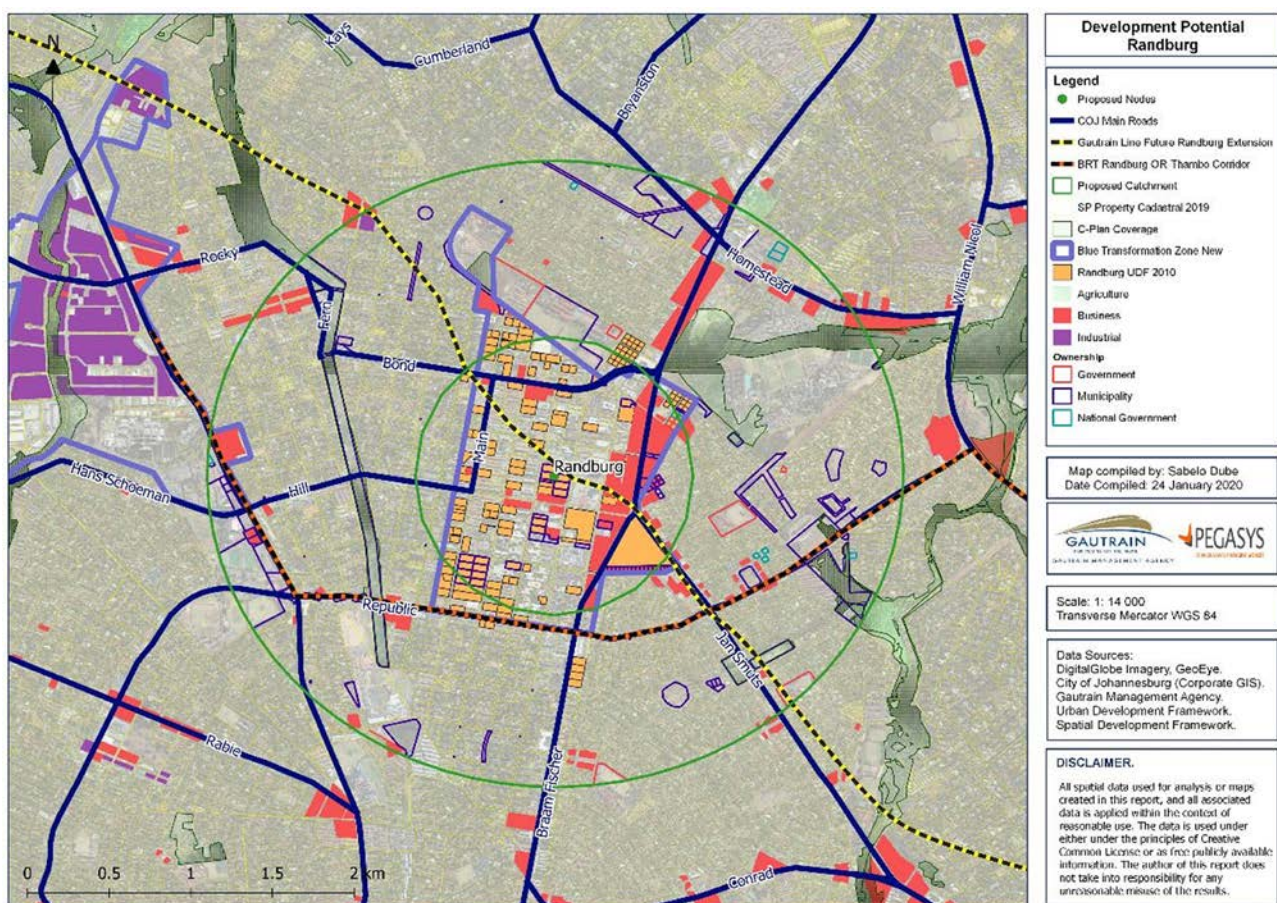 N
Kays
Cumberland
Bryanston
Rocky
Fern
Homestead
William Nicol
Bond
Main
Randburg
Hans Schoeman
Hill
Republic
Jan Smuts
Rabie
Braam Fischer
Conrad
0 0.5 1 2 km
Development Potential
Randburg
Legend
Proposed Nodes
COJ Main Roads
Gautrain Line Future Randburg Extension
BRT Randburg OR Thambo Corridor
Proposed Catchment
SP Property Cadastral 2019
C-Plan Coverage
Blue Transformation Zone New
Randburg UDF 2010
Agriculture
Business
Industrial
Ownership
Government
Municipality
National Government
Map compiled by: Sabelo Dube
Date Compiled: 24 January 2020
GAUTRAIN
GAUTRAIN MANAGEMENT AGENCY
PEGASYS
Scale: 1: 14 000
Transverse Mercator WGS 84
Data Sources:
DigitalGlobe Imagery, GeoEye.
City of Johannesburg (Corporate GIS).
Gautrain Management Agency.
Urban Development Framework.
Spatial Development Framework.
DISCLAIMER.
All spatial data used for analysis or maps
created in this report, and all associated
data is applied within the context of
reasonable use. The data is used under
either under the principles of Creative
Common License or as free publicly available
information. The author of this report does
not take into responsibility for any
unreasonable misuse of the results.